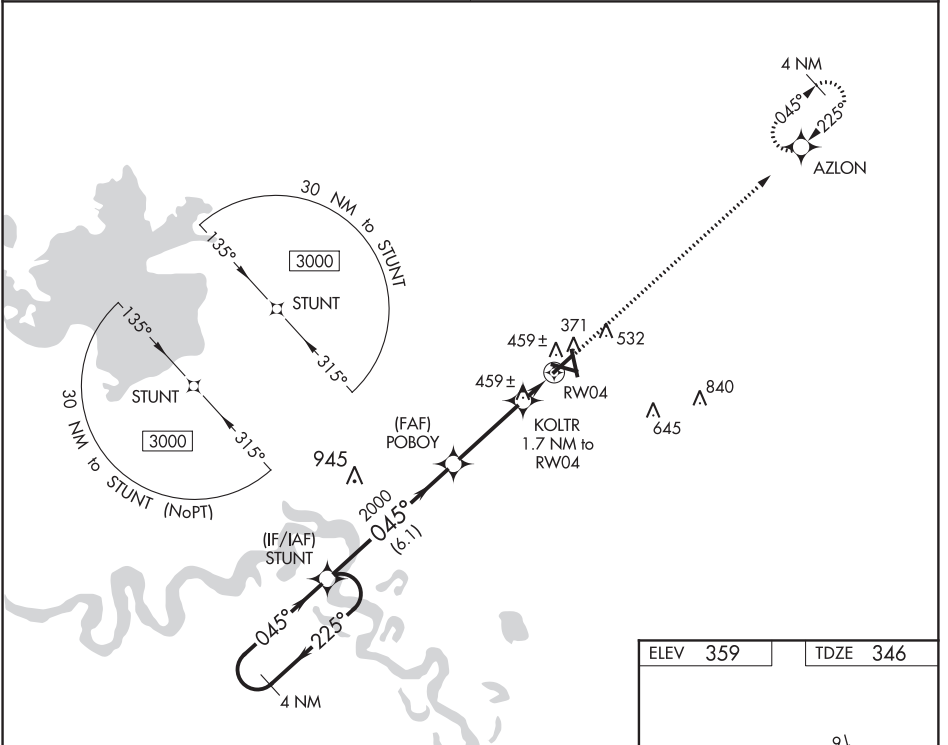 4 NM
045°
225°
AZLON
30 NM to STUNT
135°
3000
STUNT
315°
135°
STUNT
3000
315°
30 NM to STUNT (NoPT)
371
459±
532
RW04
459±
KOLTR
1.7 NM to
RW04
840
645
(FAF)
POBOY
945
2000
045°
(6.1)
(IF/IAF)
STUNT
045°
225°
4 NM
ELEV 359
TDZE 346